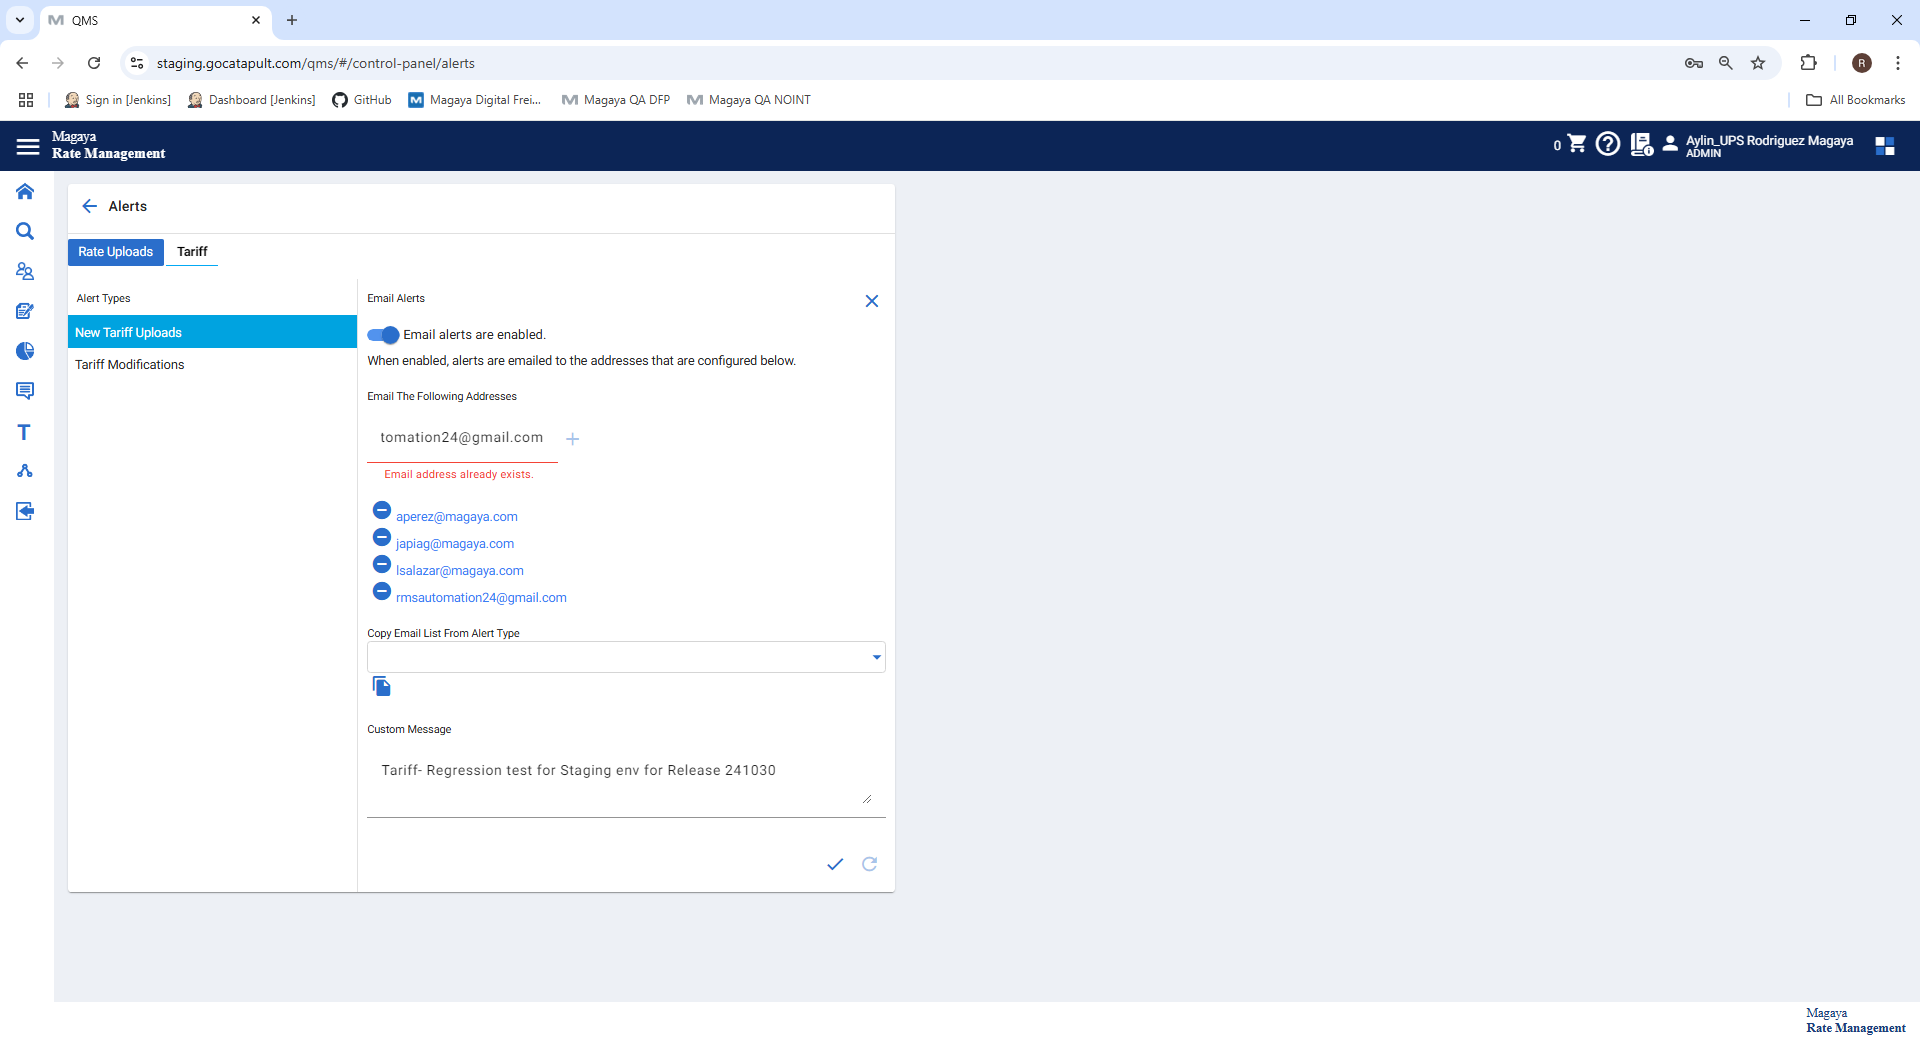 QMS
staging.gocatapult.com/qms/#/control-panel/alerts
R
Sign in [Jenkins]
Dashboard [Jenkins]
GitHub
Magaya Digital Frei...
Magaya QA DFP
Magaya QA NOINT
All Bookmarks
Magaya
Rate Management
0
Aylin_UPS Rodriguez Magaya
ADMIN
Alerts
Rate Uploads
Tariff
Alert Types
New Tariff Uploads
Tariff Modifications
Email Alerts
Email alerts are enabled.
When enabled, alerts are emailed to the addresses that are configured below.
Email The Following Addresses
tomation24@gmail.com
Email address already exists.
aperez@magaya.com
japiag@magaya.com
lsalazar@magaya.com
rmsautomation24@gmail.com
Copy Email List From Alert Type
Custom Message
Tariff- Regression test for Staging env for Release 241030
Magaya
Rate Management